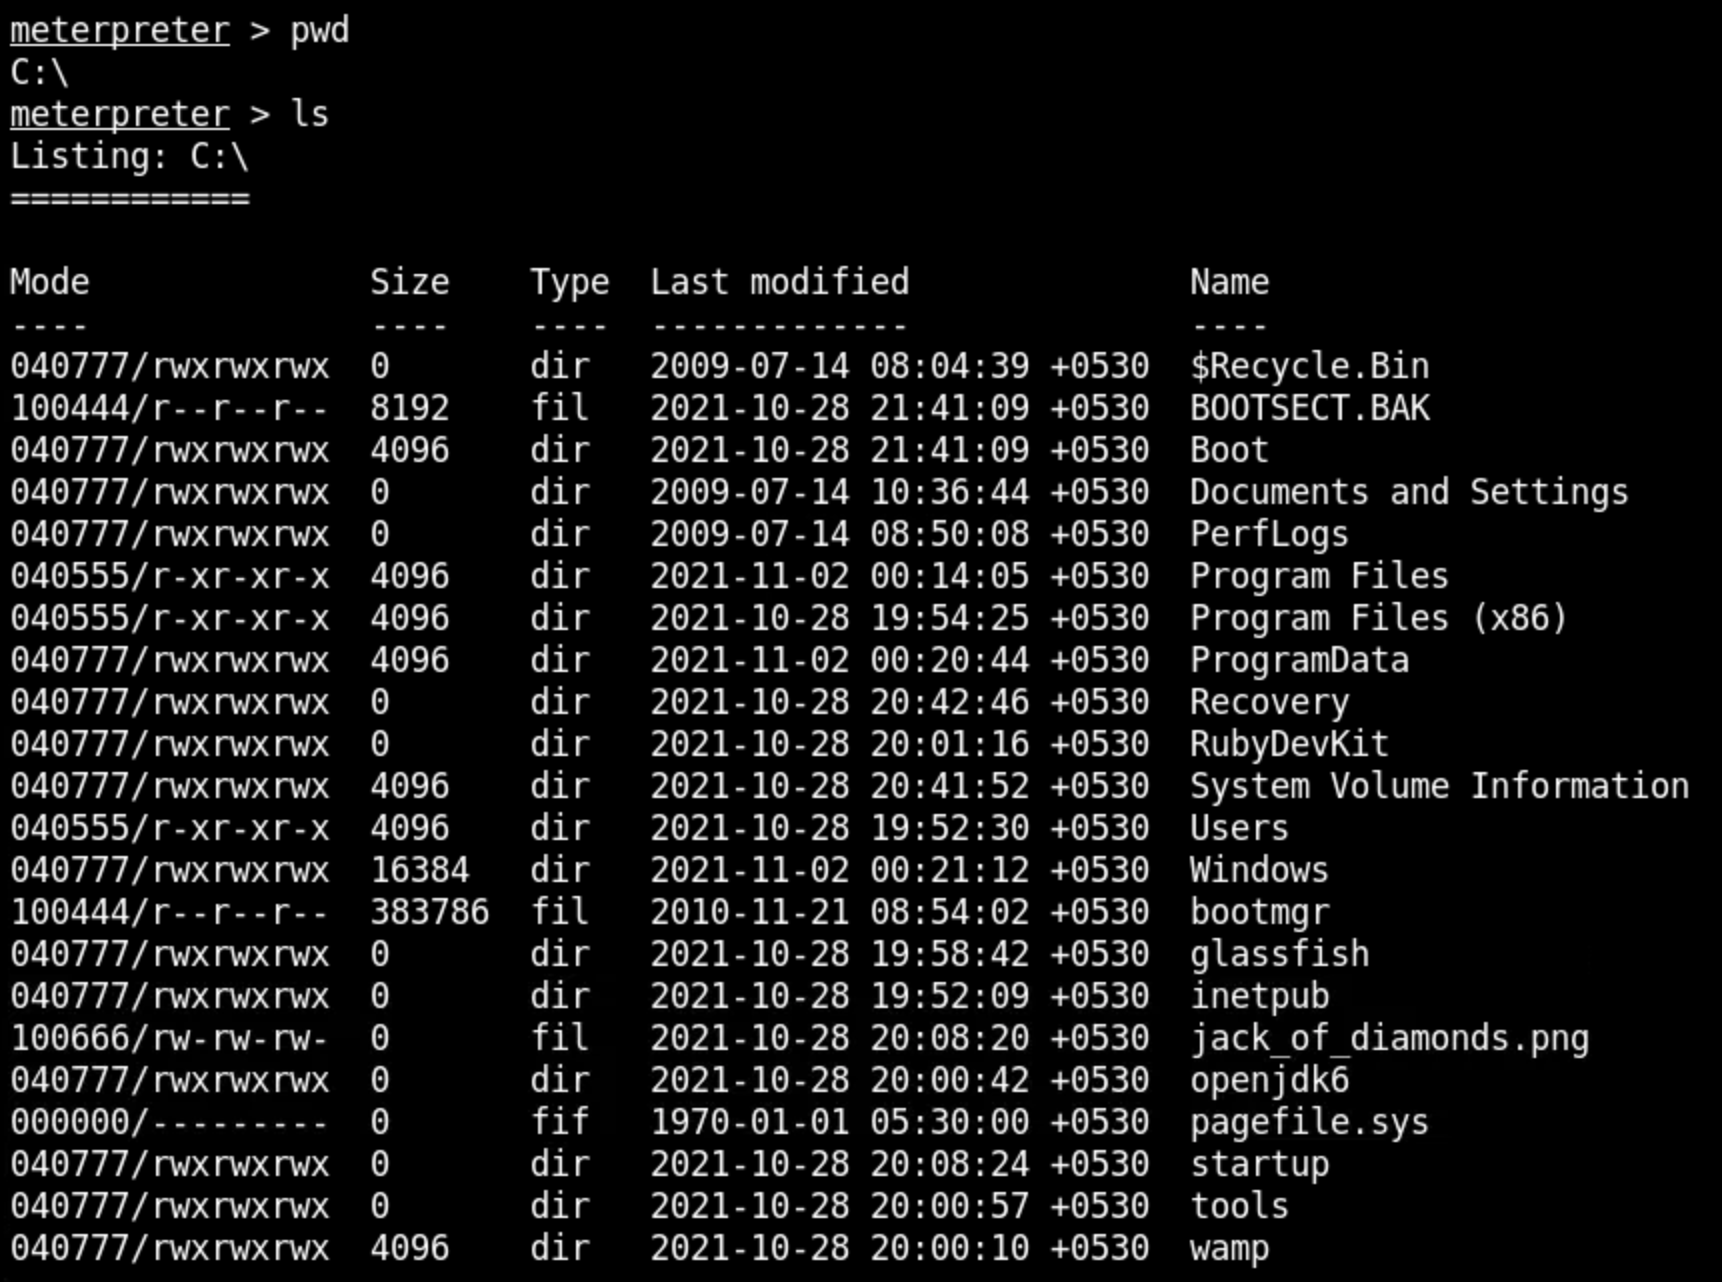 meterpreter > pwd
C:\
meterpreter > ls
Listing: C:\
============
Mode              Size    Type  Last modified              Name
----              ----    ----  -------------              ----
040777/rwxrwxrwx  0       dir   2009-07-14 08:04:39 +0530  $Recycle.Bin
100444/r--r--r--  8192    fil   2021-10-28 21:41:09 +0530  BOOTSECT.BAK
040777/rwxrwxrwx  4096    dir   2021-10-28 21:41:09 +0530  Boot
040777/rwxrwxrwx  0       dir   2009-07-14 10:36:44 +0530  Documents and Settings
040777/rwxrwxrwx  0       dir   2009-07-14 08:50:08 +0530  PerfLogs
040555/r-xr-xr-x  4096    dir   2021-11-02 00:14:05 +0530  Program Files
040555/r-xr-xr-x  4096    dir   2021-10-28 19:54:25 +0530  Program Files (x86)
040777/rwxrwxrwx  4096    dir   2021-11-02 00:20:44 +0530  ProgramData
040777/rwxrwxrwx  0       dir   2021-10-28 20:42:46 +0530  Recovery
040777/rwxrwxrwx  0       dir   2021-10-28 20:01:16 +0530  RubyDevKit
040777/rwxrwxrwx  4096    dir   2021-10-28 20:41:52 +0530  System Volume Information
040555/r-xr-xr-x  4096    dir   2021-10-28 19:52:30 +0530  Users
040777/rwxrwxrwx  16384   dir   2021-11-02 00:21:12 +0530  Windows
100444/r--r--r--  383786  fil   2010-11-21 08:54:02 +0530  bootmgr
040777/rwxrwxrwx  0       dir   2021-10-28 19:58:42 +0530  glassfish
040777/rwxrwxrwx  0       dir   2021-10-28 19:52:09 +0530  inetpub
100666/rw-rw-rw-  0       fil   2021-10-28 20:08:20 +0530  jack_of_diamonds.png
040777/rwxrwxrwx  0       dir   2021-10-28 20:00:42 +0530  openjdk6
000000/---------  0       fif   1970-01-01 05:30:00 +0530  pagefile.sys
040777/rwxrwxrwx  0       dir   2021-10-28 20:08:24 +0530  startup
040777/rwxrwxrwx  0       dir   2021-10-28 20:00:57 +0530  tools
040777/rwxrwxrwx  4096    dir   2021-10-28 20:00:10 +0530  wamp